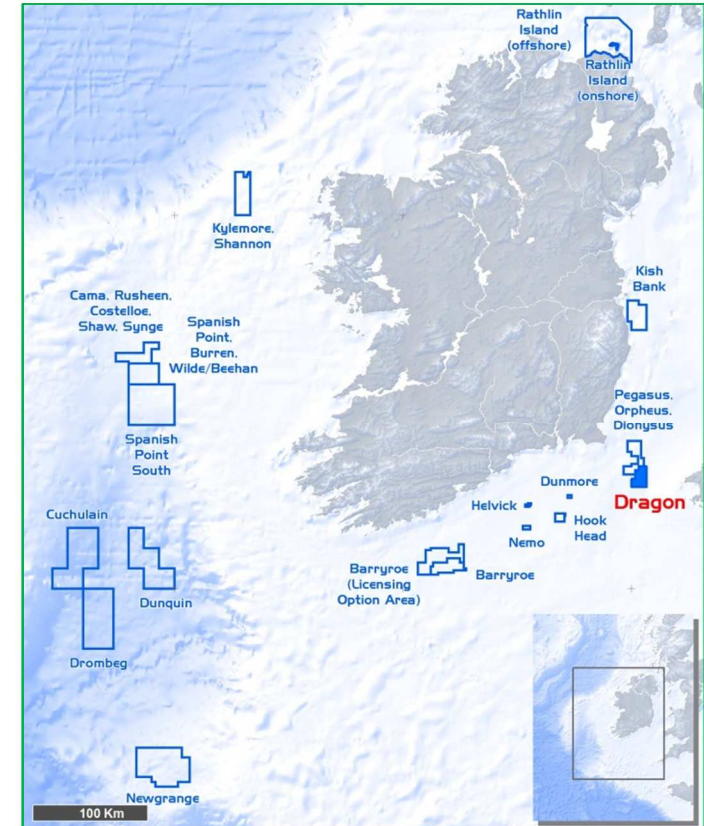 Rathlin
Island
(offshore)
Rathlin
Island
(onshore)
Kylemore,
Shannon
Kish
Bank
Cama, Rusheen,
Costelloe,
Shaw, Synge
Spanish
Point,
Burren,
Wilde/Beehan
Spanish
Point
South
Pegasus,
Orpheus,
Dionysus
Dragon
Dunmore
Helvick
Hook
Head
Nemo
Cuchulain
Dunquin
Drombeg
Barryroe
(Licensing
Option Area)
Barryroe
Newgrange
100 Km